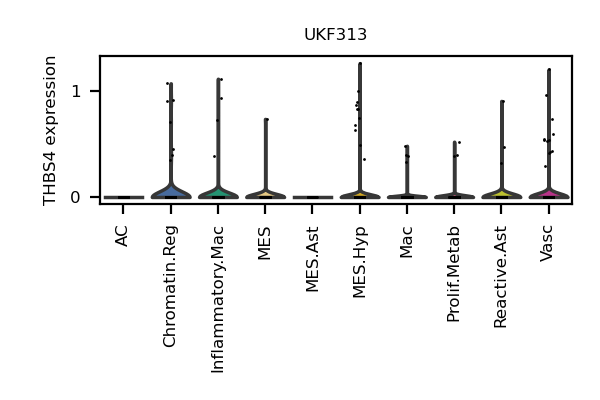 UKF313
THBS4 expression
1
0
AC
Chromatin.Reg
Inflammatory.Mac
MES
MES.Ast
MES.Hyp
Mac
Prolif.Metab
Reactive.Ast
Vasc